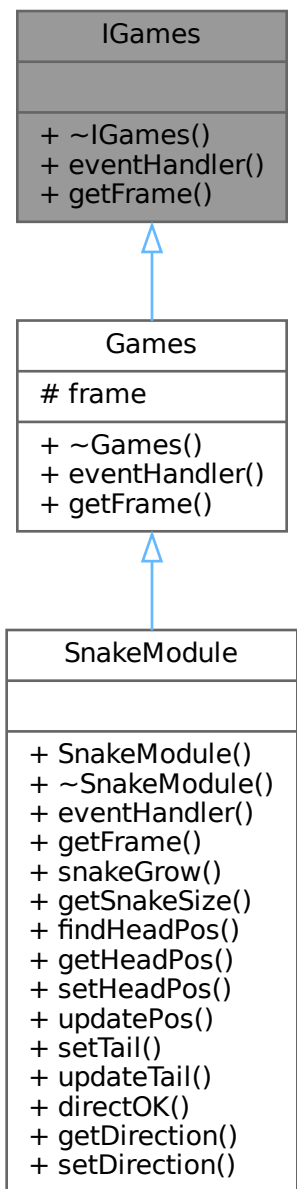 IGames
+ ~IGames()
+ eventHandler()
+ getFrame()
Games
# frame
+ ~Games()
+ eventHandler()
+ getFrame()
SnakeModule
+ SnakeModule()
+ ~SnakeModule()
+ eventHandler()
+ getFrame()
+ snakeGrow()
+ getSnakeSize()
+ findHeadPos()
+ getHeadPos()
+ setHeadPos()
+ updatePos()
+ setTail()
+ updateTail()
+ directOK()
+ getDirection()
+ setDirection()